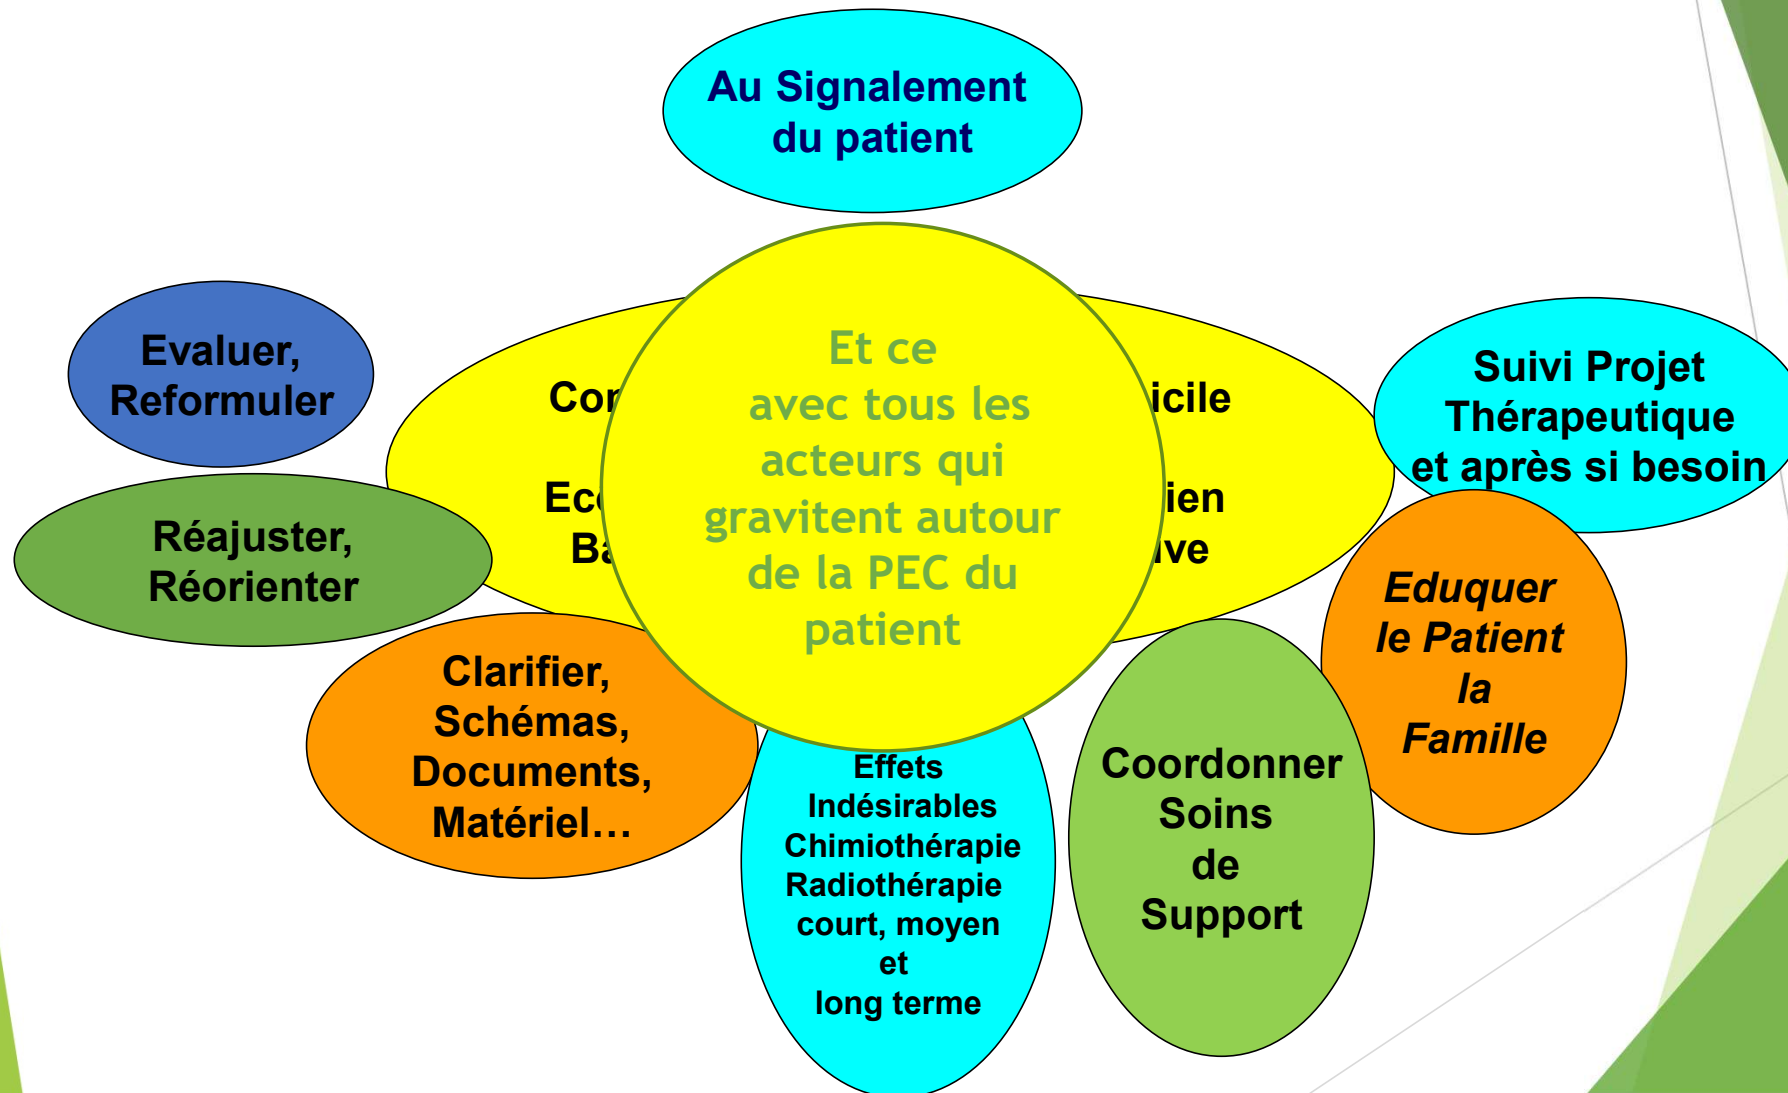 Au Signalement
du patient
Evaluer,
Reformuler
Réajuster,
Réorienter
Clarifier,
Schémas,
Documents,
Matériel…
Et ce
avec tous les
acteurs qui
gravitent autour
de la PEC du
patient
Effets
Indésirables
Chimiothérapie
Radiothérapie
court, moyen
et
long terme
Coordonner
Soins
de
Support
Eduquer
le Patient
la
Famille
Suivi Projet
Thérapeutique
et après si besoin